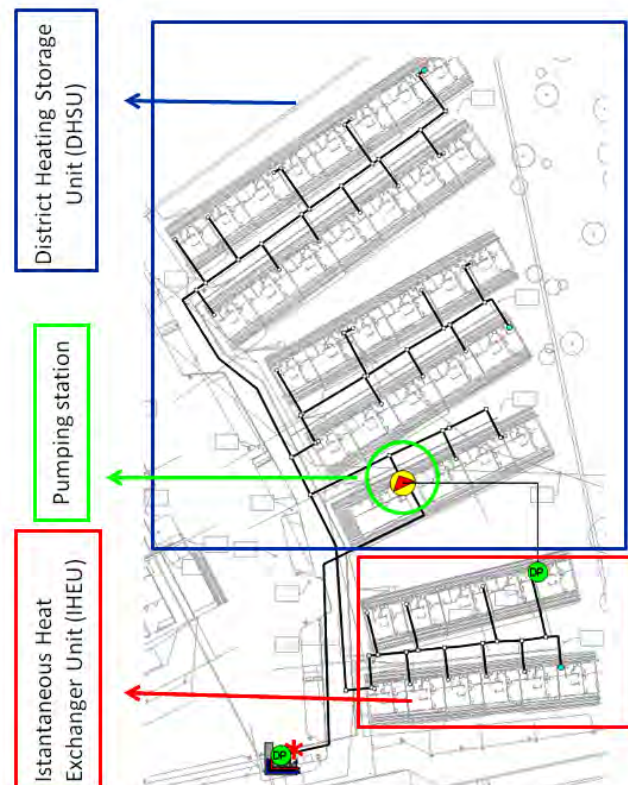 District Heating Storage
Unit (DHSU)
Pumping station
Istantaneous Heat
Exchanger Unit (IHEU)
DP
DP